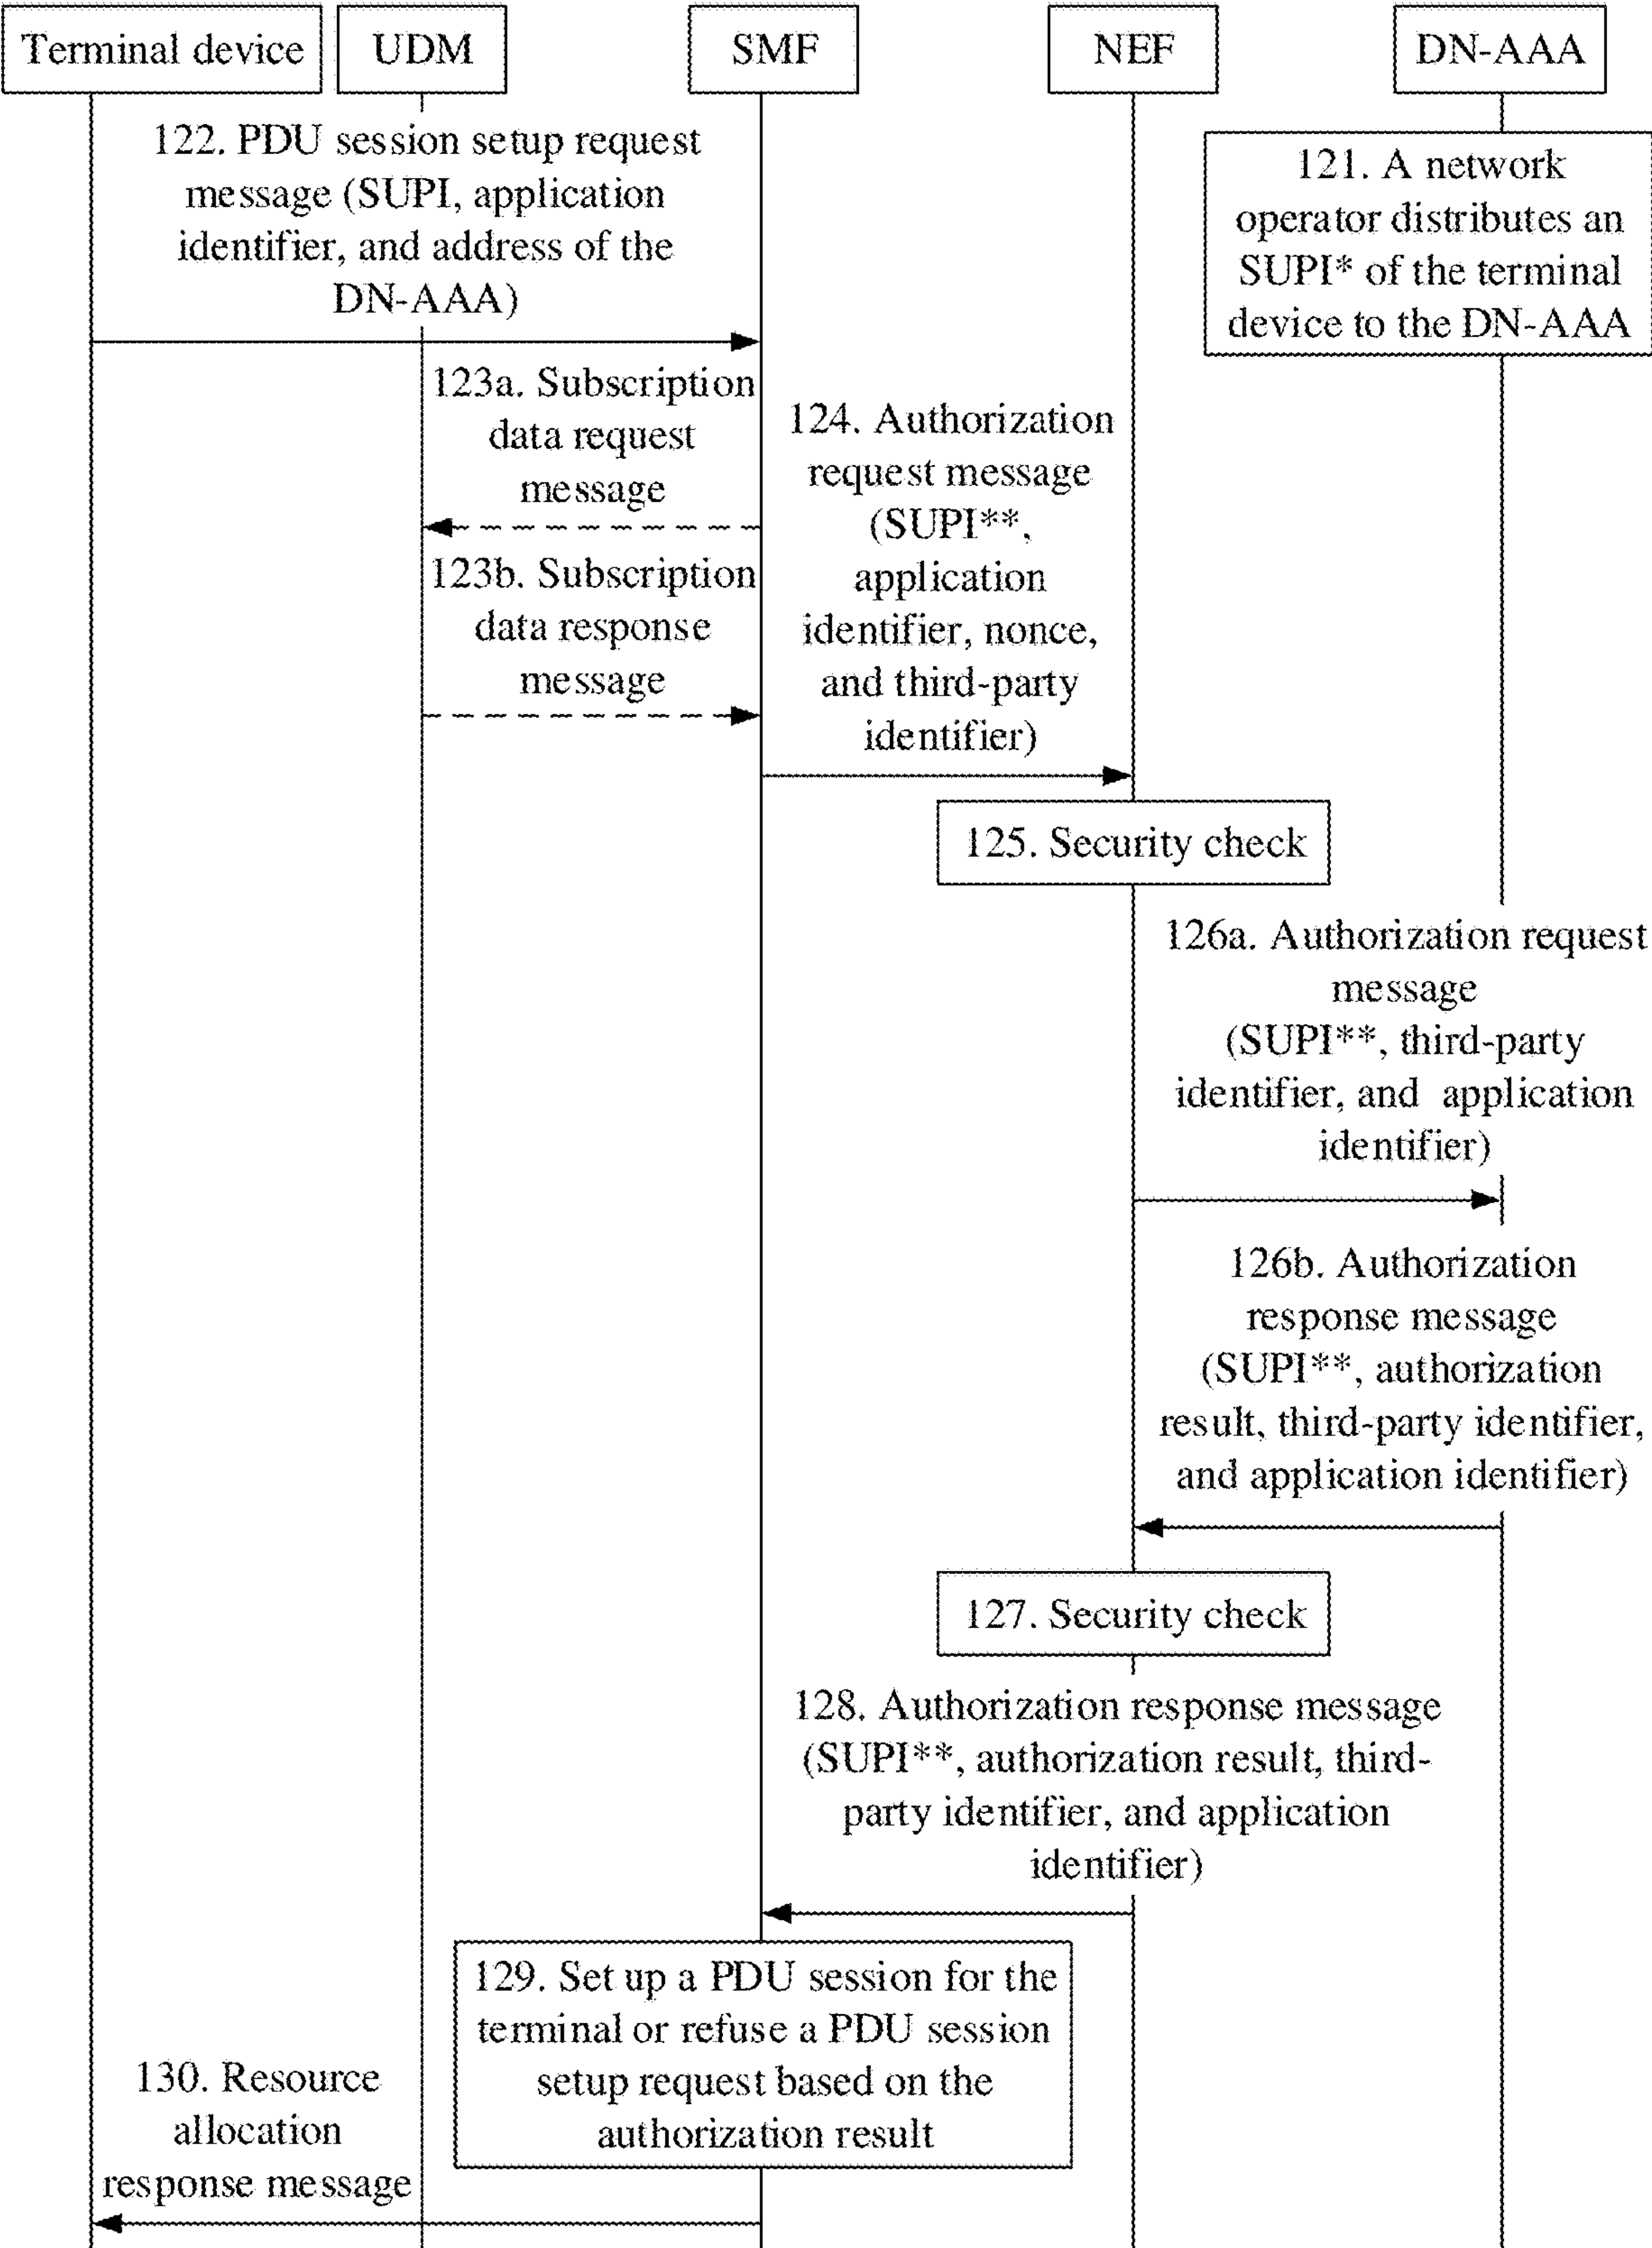 Terminal device
UDM
SMF
NEF
DN-AAA
122. PDU session setup request
message (SUPI, application
identifier, and address of the
DN-AAA)
121. A network
operator distributes an
SUPI* of the terminal
device to the DN-AAA
123a. Subscription
data request
message
123b. Subscription
data response
message
124. Authorization
request message
(SUPI**,
application
identifier, nonce,
and third-party
identifier)
125. Security check
126a. Authorization request
message
(SUPI**, third-party
identifier, and application
identifier)
126b. Authorization
response message
(SUPI**, authorization
result, third-party identifier,
and application identifier)
127. Security check
128. Authorization response message
(SUPI**, authorization result, third-
party identifier, and application
identifier)
129. Set up a PDU session for the
terminal or refuse a PDU session
setup request based on the
authorization result
130. Resource
allocation
response message